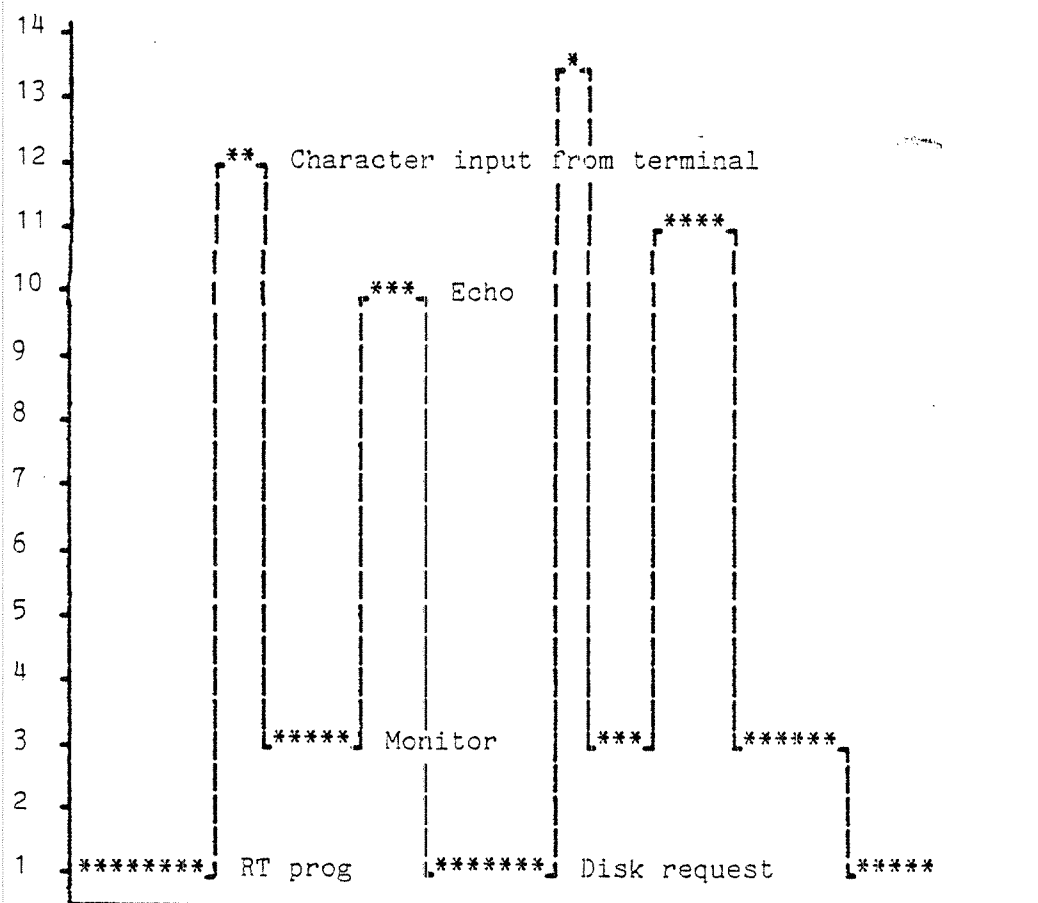 14
*
13
12 ** Character input from terminal
11 ****
10 *** Echo
9
8
7
6
5
4
3 ***** Monitor *** ******
2
1 ******** RT prog ******* Disk request *****